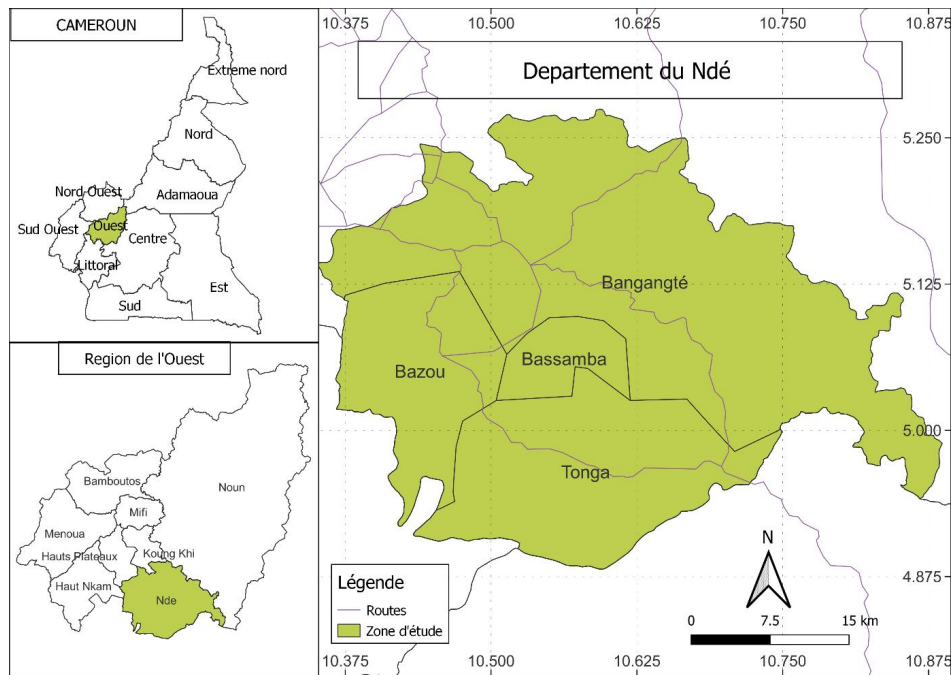 CAMEROUN
Extreme nord
Nord
Adamaoua
Nord Ouest
Ouest
Sud Ouest
Centre
Littoral
Est
Sud
Region de l'Ouest
Bamboutos
Noun
Mifi
Menoua
Koung Khi
Hauts Plateaux
Haut Nkam
Nde
10.375 10.500 10.625 10.750 10.875
Departement du Ndé
5.250
Bangangté
5.125
Bassamba
Bazou
5.000
Tonga
4.875
N
Légende
Routes
Zone d'étude
0 7.5 15 km
10.375 10.500 10.625 10.750 10.875